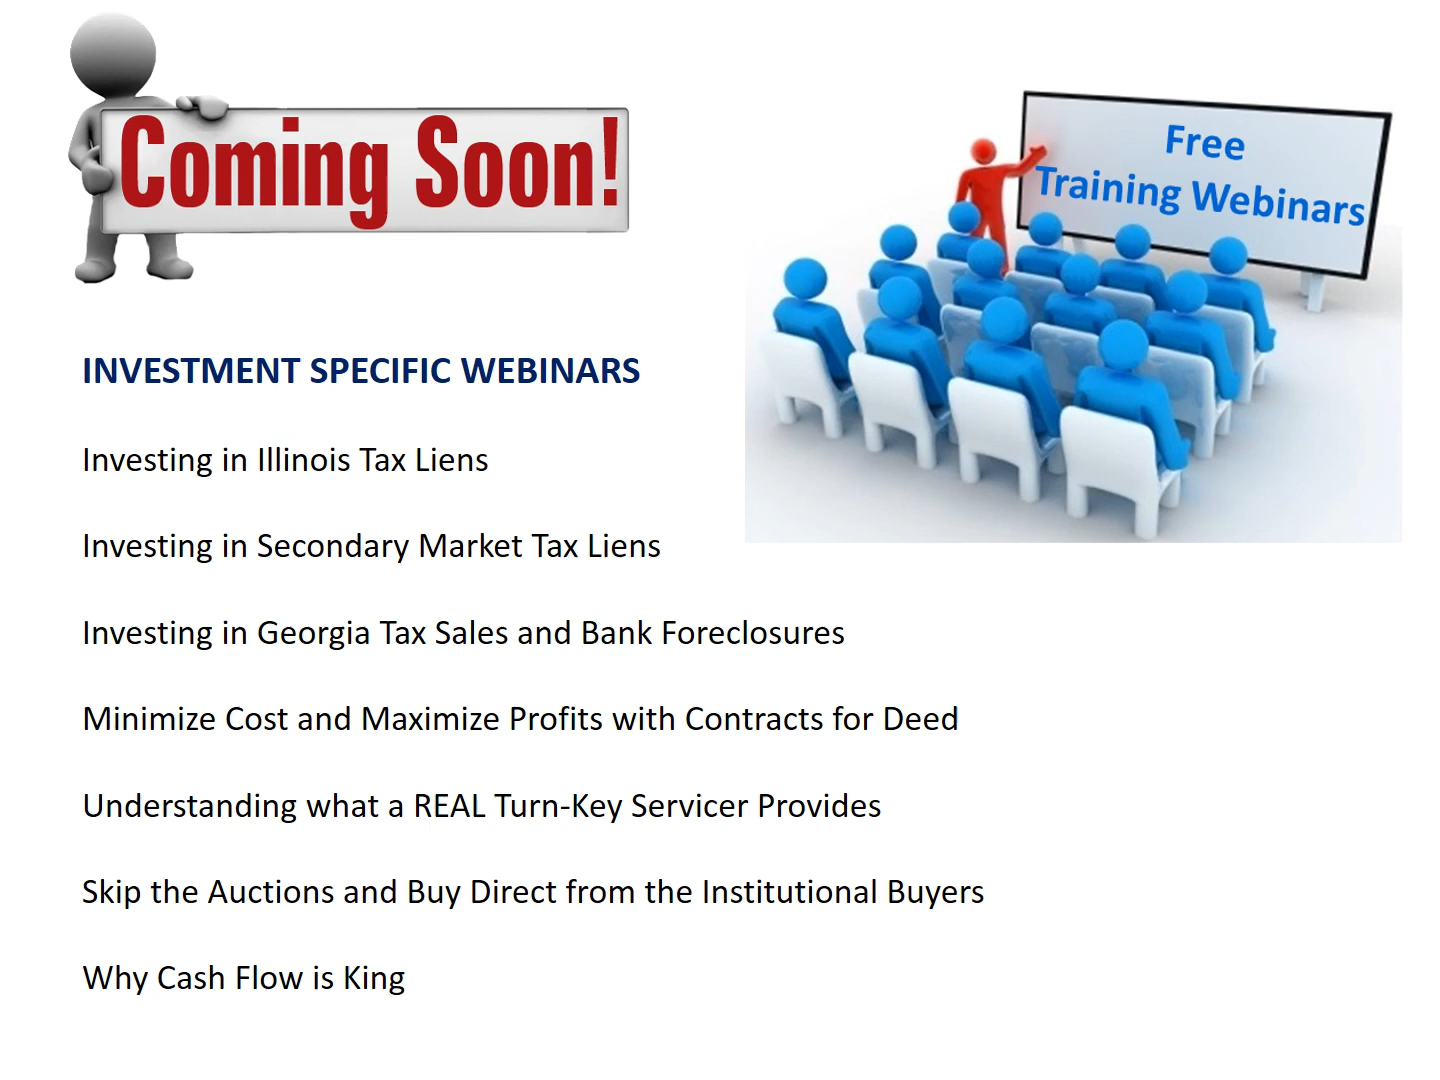 Coming Soon!
Free
Training Webinars
INVESTMENT SPECIFIC WEBINARS
Investing in Illinois Tax Liens
Investing in Secondary Market Tax Liens
Investing in Georgia Tax Sales and Bank Foreclosures
Minimize Cost and Maximize Profits with Contracts for Deed
Understanding what a REAL Turn-Key Servicer Provides
Skip the Auctions and Buy Direct from the Institutional Buyers
Why Cash Flow is King